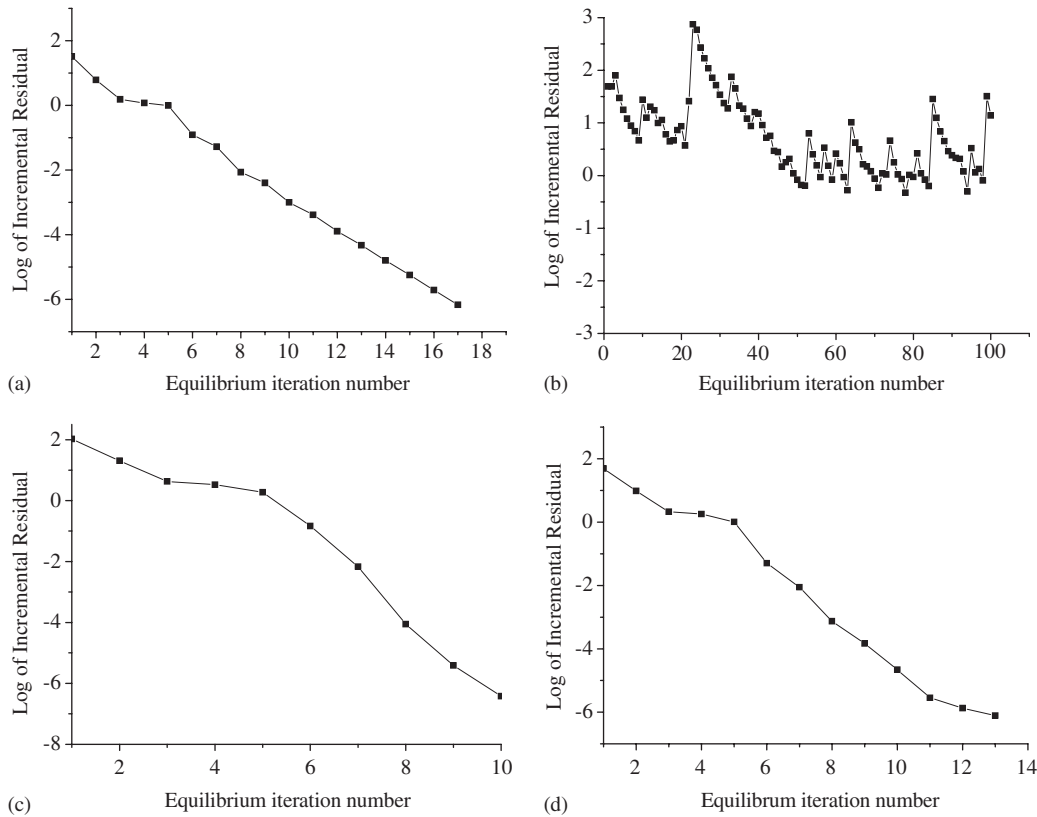 2
0
-2
-4
-6
2 4 6 8 10 12 14 16 18
Log of Incremental Residual
Equilibrium iteration number
(a)
3
2
1
0
-1
-2
-3
0 20 40 60 80 100
Log of Incremental Residual
Equilibrium iteration number
(b)
2
0
-2
-4
-6
-8
2 4 6 8 10
Log of Incremental Residual
Equilibrium iteration number
(c)
2
0
-2
-4
-6
2 4 6 8 10 12 14
Log of Incremental Residual
Equilibrum iteration number
(d)